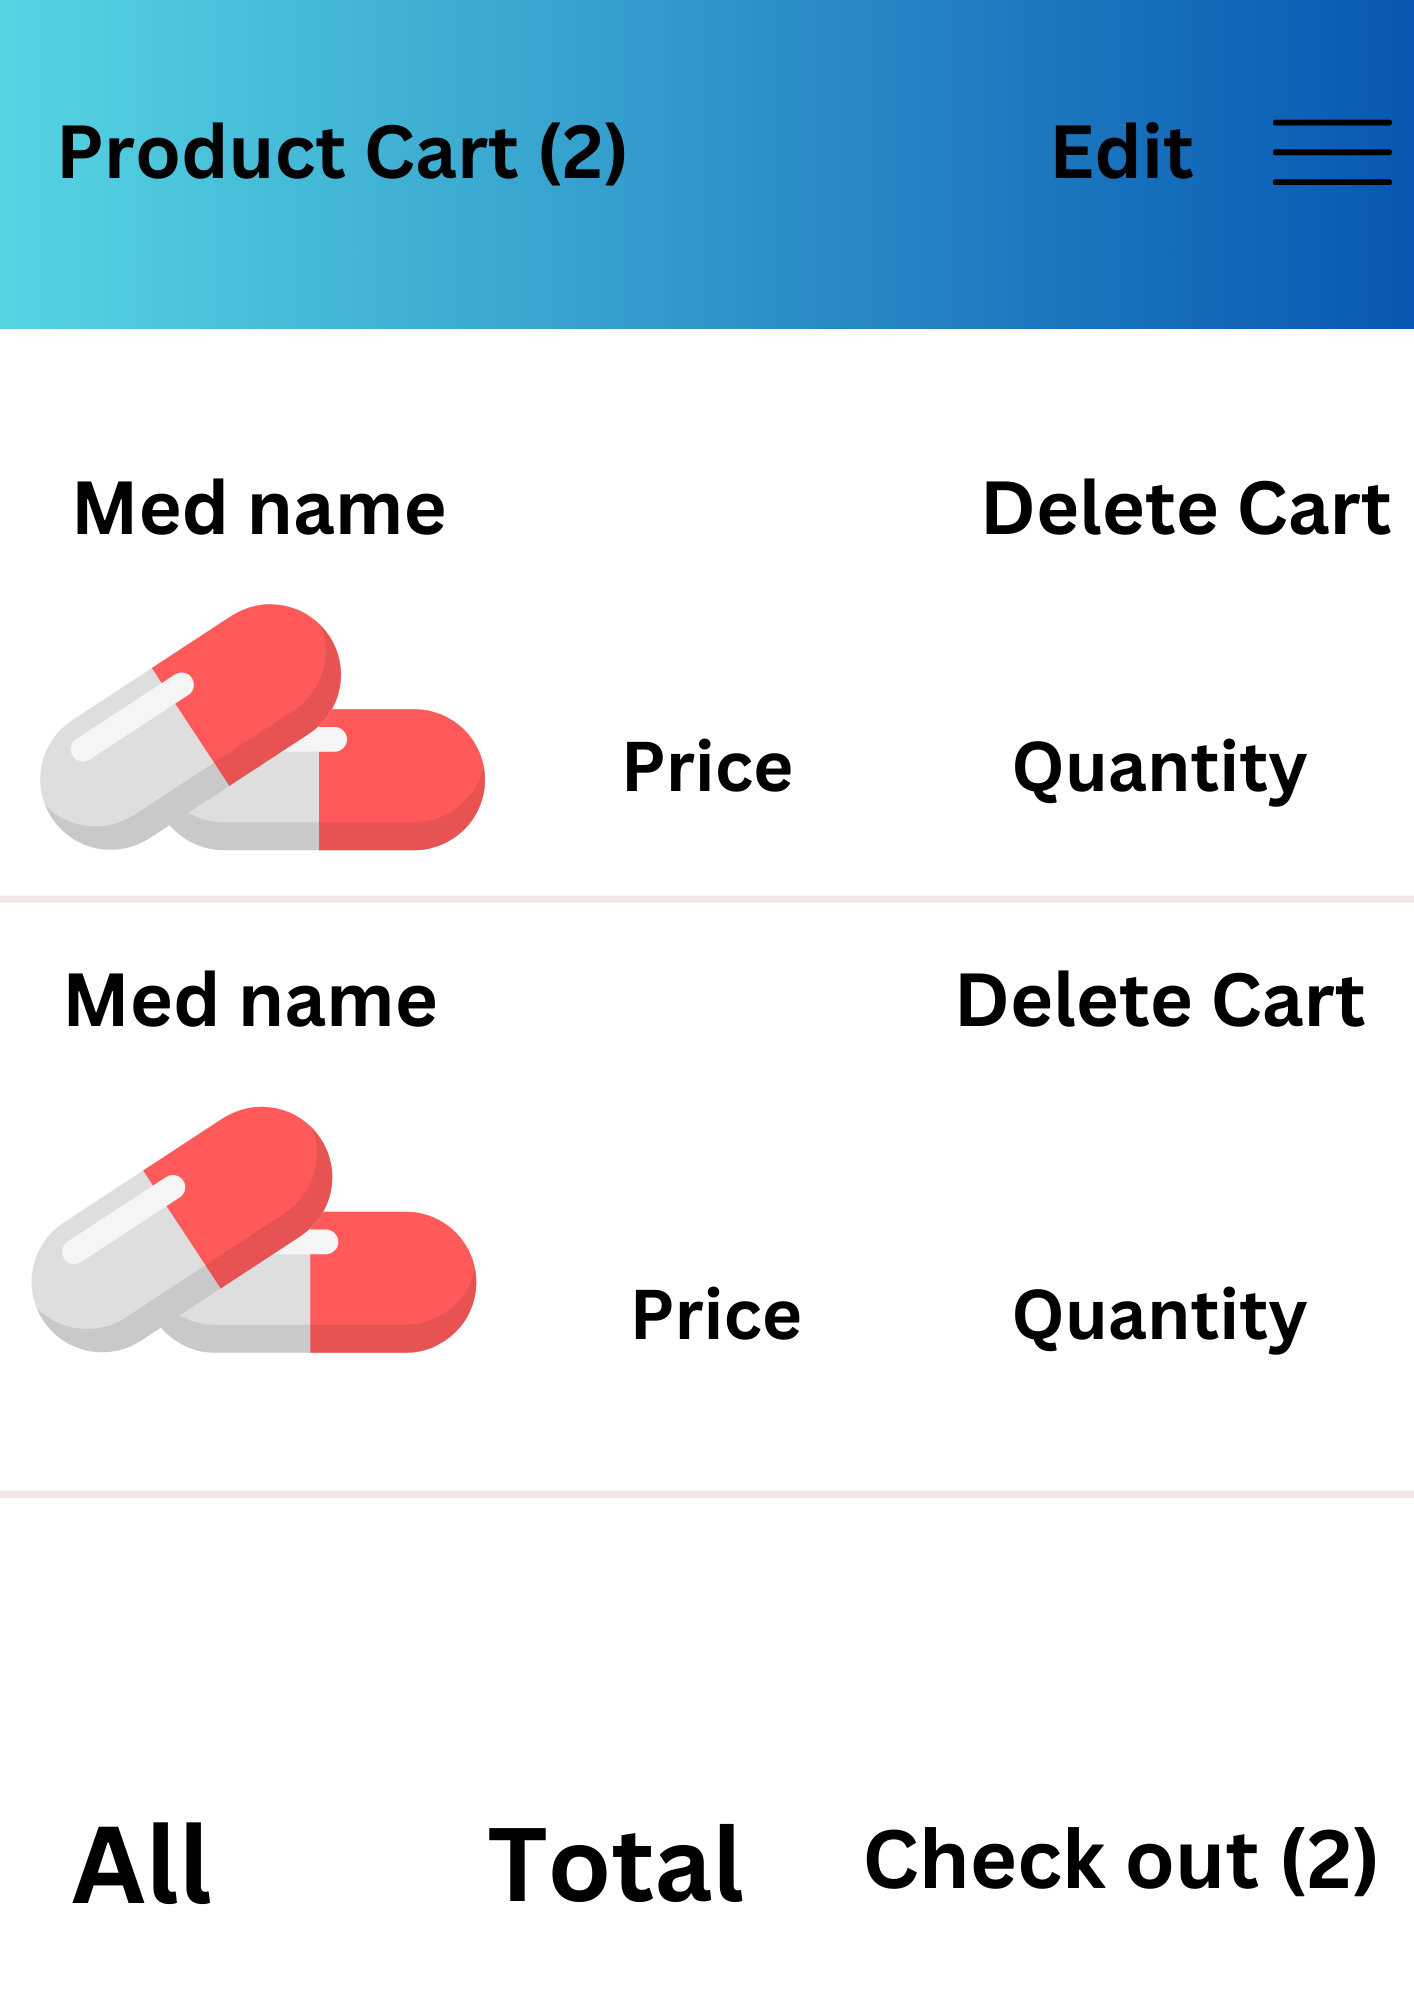 Product Cart (2) Edit
Med name Delete Cart
Price Quantity
Med name Delete Cart
Price Quantity
All Total Check out (2)